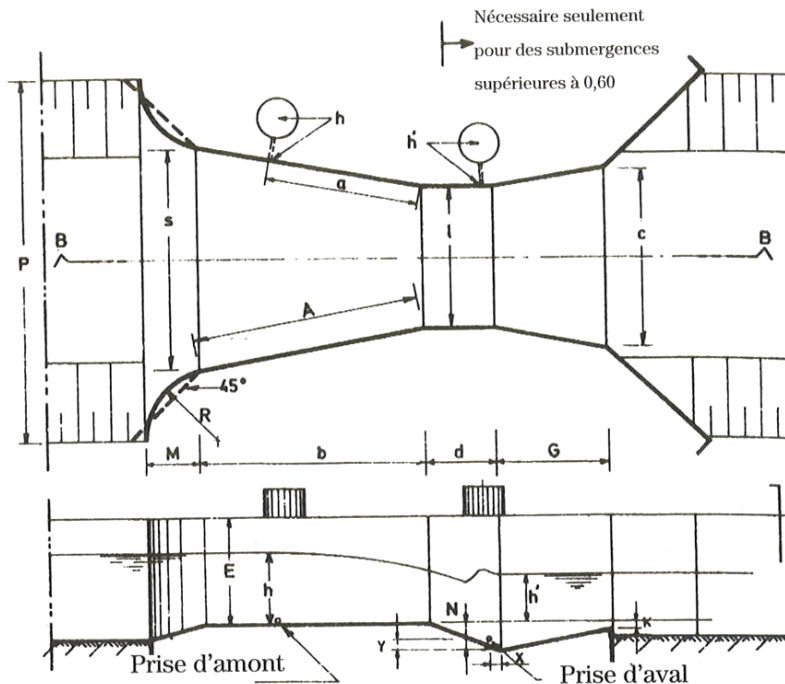 Nécessaire seulement
pour des submergences
supérieures à 0,60
h
h'
a
s
l
c
P
B
B
A
45°
R
M
b
d
G
E
h
N
h'
K
Y
X
Prise d'amont
Prise d'aval